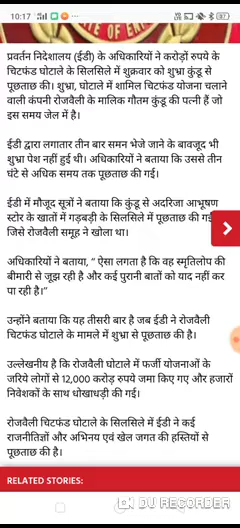 10:17
TE OF EN
प्रवर्तन निदेशालय (ईडी) के अधिकारियों ने करोड़ों रुपये के
चिटफंड घोटाले के सिलसिले में शुक्रवार को शुभ्रा कुंडू से
पूछताछ की। शुभ्रा, घोटाले में शामिल चिटफंड योजना चलाने
वाली कंपनी रोजवैली के मालिक गौतम कुंडू की पत्नी हैं जो
इस समय जेल में है।
ईडी द्वारा लगातार तीन बार समन भेजे जाने के बावजूद भी
शुभ्रा पेश नहीं हुई थी। अधिकारियों ने बताया कि उससे तीन
घंटे से अधिक समय तक पूछताछ की गई।
ईडी में मौजूद सूत्रों ने बताया कि कुंडू से अदरिजा आभूषण
स्टोर के खातों में गड़बड़ी के सिलसिले में पूछताछ की गई
जिसे रोजवैली समूह ने खोला था।
अधिकारियों ने बताया, “ ऐसा लगता है कि वह स्मृतिलोप की
बीमारी से जूझ रही है और कई पुरानी बातों को याद नहीं कर
पा रही है।”
उन्होंने बताया कि यह तीसरी बार है जब ईडी ने रोजवैली
चिटफंड घोटाले के मामले में शुभ्रा से पूछताछ की है।
उल्लेखनीय है कि रोजवैली घोटाले में फर्जी योजनाओं के
जरिये लोगों से 12,000 करोड़ रुपये जमा किए गए और हजारों
निवेशकों के साथ धोखाधड़ी की गई।
रोजवैली चिटफंड घोटाले के सिलसिले में ईडी ने कई
राजनीतिज्ञों और अभिनय एवं खेल जगत की हस्तियों से
पूछताछ की है।
RELATED STORIES:
DU RECORDER